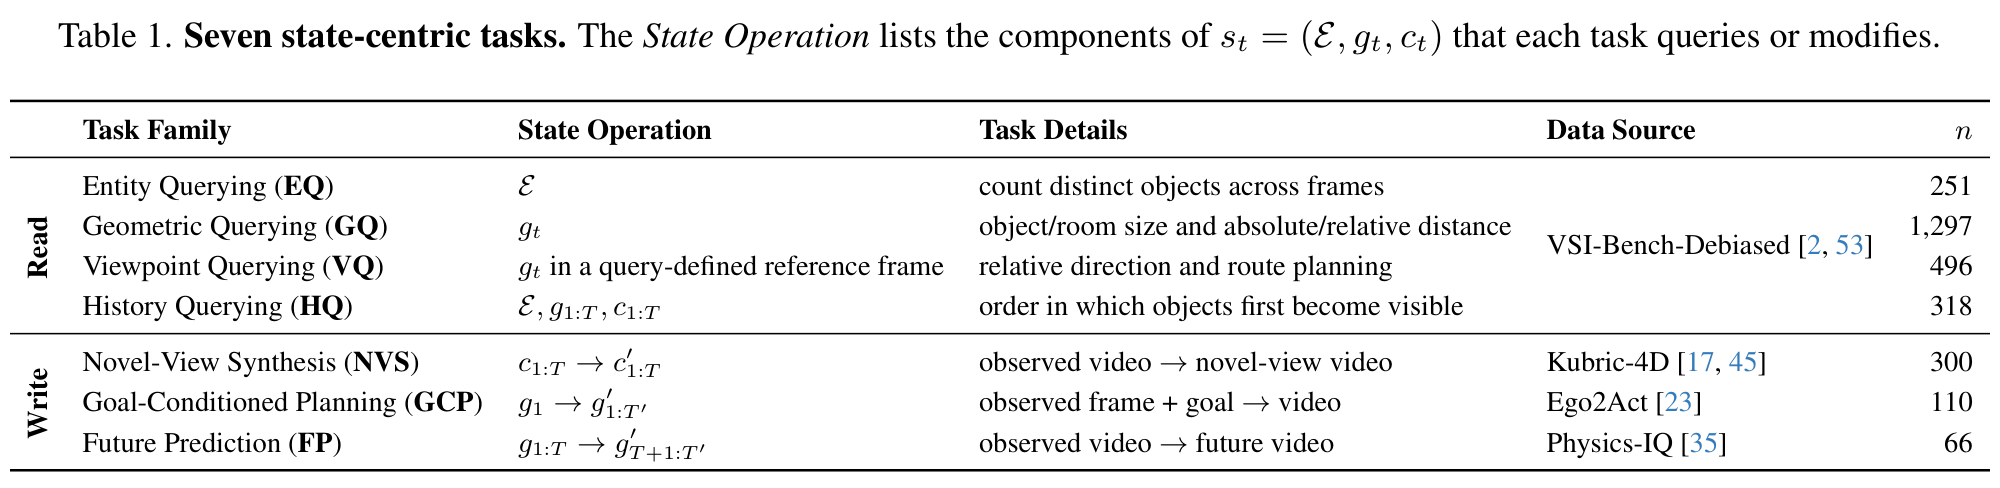 Table 1. Seven state-centric tasks. The State Operation lists the components of s_t = (ℰ, g_t, c_t) that each task queries or modifies.
Task Family State Operation Task Details Data Source n
Read
Entity Querying (EQ) ℰ count distinct objects across frames 251
Geometric Querying (GQ) g_t object/room size and absolute/relative distance 1,297
VSI-Bench-Debiased [2, 53]
Viewpoint Querying (VQ) g_t in a query-defined reference frame relative direction and route planning 496
History Querying (HQ) ℰ, g_{1:T}, c_{1:T} order in which objects first become visible 318
Write
Novel-View Synthesis (NVS) c_{1:T} → c′_{1:T} observed video → novel-view video Kubric-4D [17, 45] 300
Goal-Conditioned Planning (GCP) g_1 → g′_{1:T′} observed frame + goal → video Ego2Act [23] 110
Future Prediction (FP) g_{1:T} → g′_{T+1:T′} observed video → future video Physics-IQ [35] 66